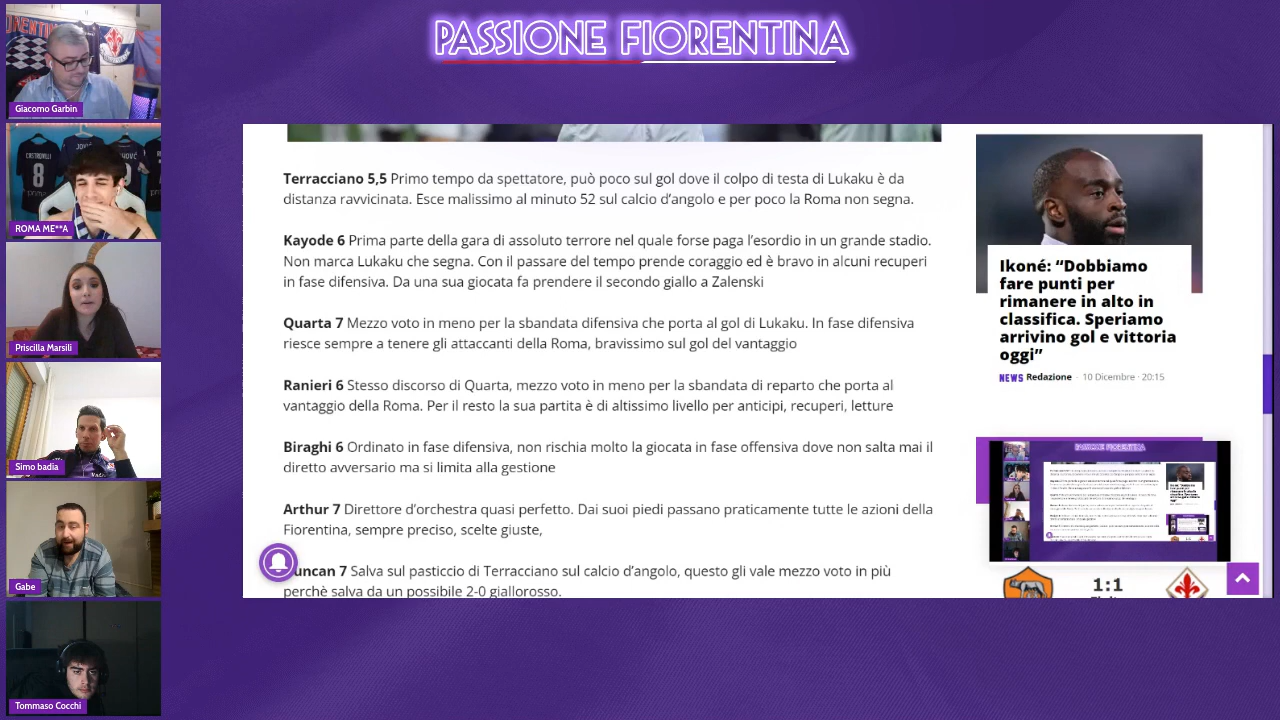 PASSIONE FIORENTINA
Giacomo Garbin
CASTROVILLI
8
JOVIĆ
ROMA ME**A
Priscilla Marsili
Simo badia
Gabe
Tommaso Cocchi
Terracciano 5,5 Primo tempo da spettatore, può poco sul gol dove il colpo di testa di Lukaku è da
distanza ravvicinata. Esce malissimo al minuto 52 sul calcio d'angolo e per poco la Roma non segna.
Kayode 6 Prima parte della gara di assoluto terrore nel quale forse paga l'esordio in un grande stadio.
Non marca Lukaku che segna. Con il passare del tempo prende coraggio ed è bravo in alcuni recuperi
in fase difensiva. Da una sua giocata fa prendere il secondo giallo a Zalenski
Quarta 7 Mezzo voto in meno per la sbandata difensiva che porta al gol di Lukaku. In fase difensiva
riesce sempre a tenere gli attaccanti della Roma, bravissimo sul gol del vantaggio
Ranieri 6 Stesso discorso di Quarta, mezzo voto in meno per la sbandata di reparto che porta al
vantaggio della Roma. Per il resto la sua partita è di altissimo livello per anticipi, recuperi, letture
Biraghi 6 Ordinato in fase difensiva, non rischia molto la giocata in fase offensiva dove non salta mai il
diretto avversario ma si limita alla gestione
Arthur 7 praticamente tutte le azioni della
Fiorentina, sempre preciso, scelte giuste,
Duncan 7 Salva sul pasticcio di Terracciano sul calcio d'angolo, questo gli vale mezzo voto in più
perchè salva da un possibile 2-0 giallorosso.
Ikoné: “Dobbiamo
fare punti per
rimanere in alto in
classifica. Speriamo
arrivino gol e vittoria
oggi”
NEWS Redazione - 10 Dicembre · 20:15
PASSIONE FIORENTINA
1:1